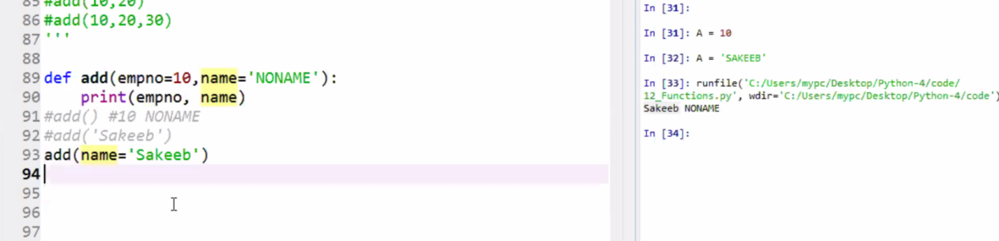 85 #add(10,20)
86 #add(10,20,30)
87 '''
88
89 def add(empno=10,name='NONAME'):
90     print(empno, name)
91 #add() #10 NONAME
92 #add('Sakeeb')
93 add(name='Sakeeb')
94
95
96
97
In [31]:
In [31]: A = 10
In [32]: A = 'SAKEEB'
In [33]: runfile('C:/Users/mypc/Desktop/Python-4/code/
12_Functions.py', wdir='C:/Users/mypc/Desktop/Python-4/code')
Sakeeb NONAME
In [34]: